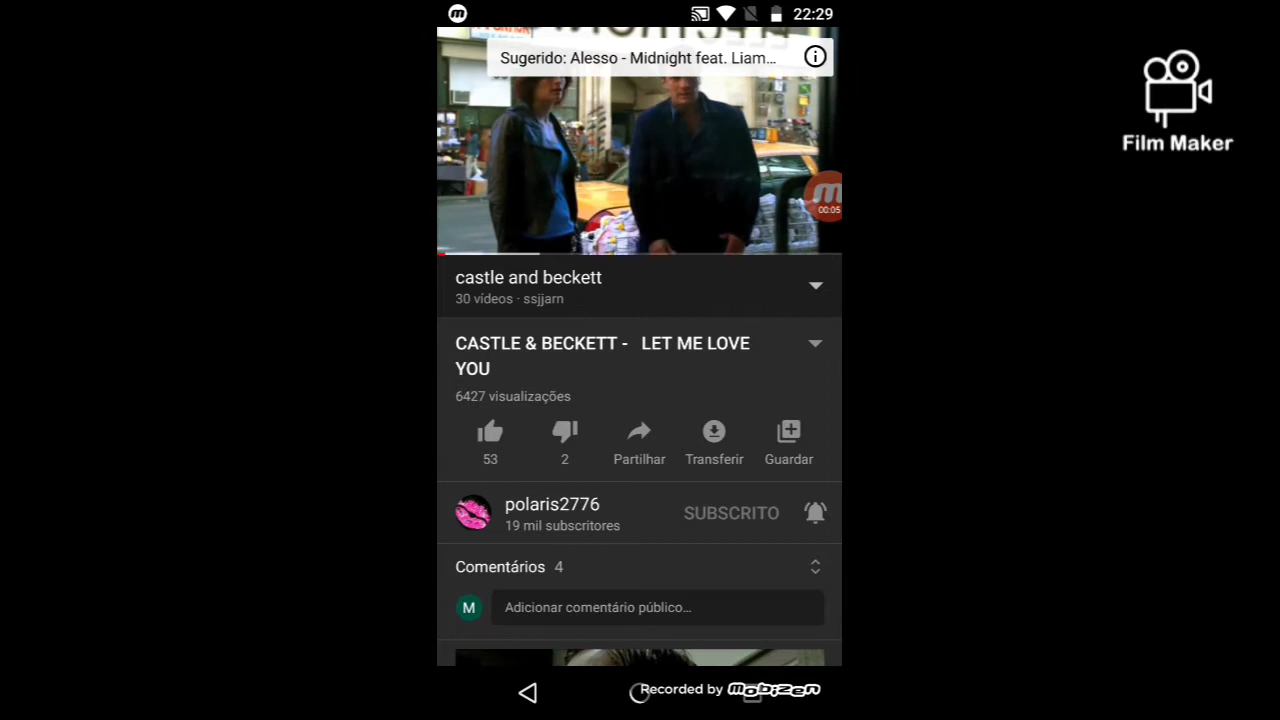 22:29
Sugerido: Alesso - Midnight feat. Liam...
Film Maker
00:05
castle and beckett
30 vídeos · ssjjarn
CASTLE & BECKETT - LET ME LOVE
YOU
6427 visualizações
53
2
Partilhar
Transferir
Guardar
polaris2776
19 mil subscritores
SUBSCRITO
Comentários 4
M
Adicionar comentário público...
Recorded by mobizen